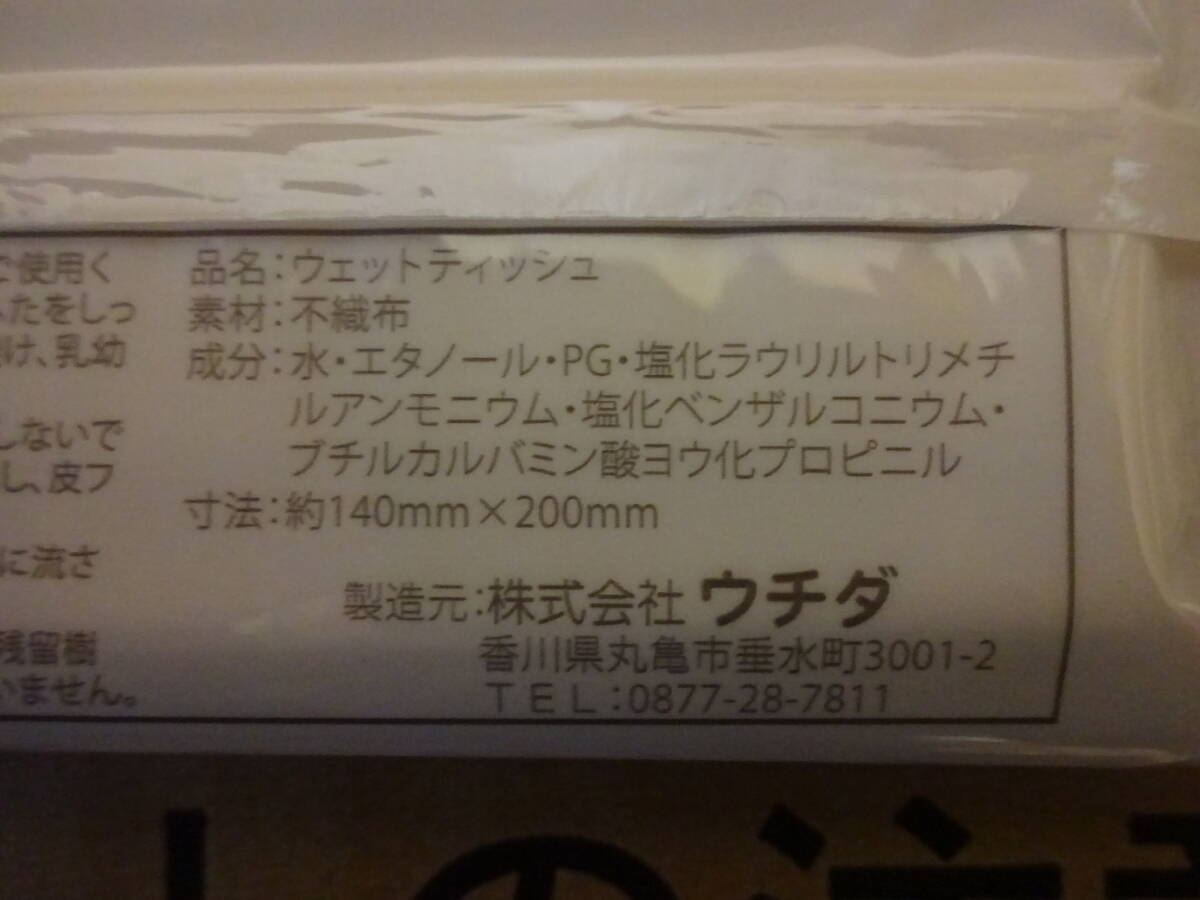 ご使用く
ふたをしっ
け、乳幼
しないで
し、皮フ
に流さ
残留樹
いません。
品名:ウェットティッシュ
素材:不織布
成分:水・エタノール・PG・塩化ラウリルトリメチ
ルアンモニウム・塩化ベンザルコニウム・
ブチルカルバミン酸ヨウ化プロピニル
寸法:約140mm×200mm
製造元:株式会社 ウチダ
香川県丸亀市垂水町3001-2
TEL:0877-28-7811
の